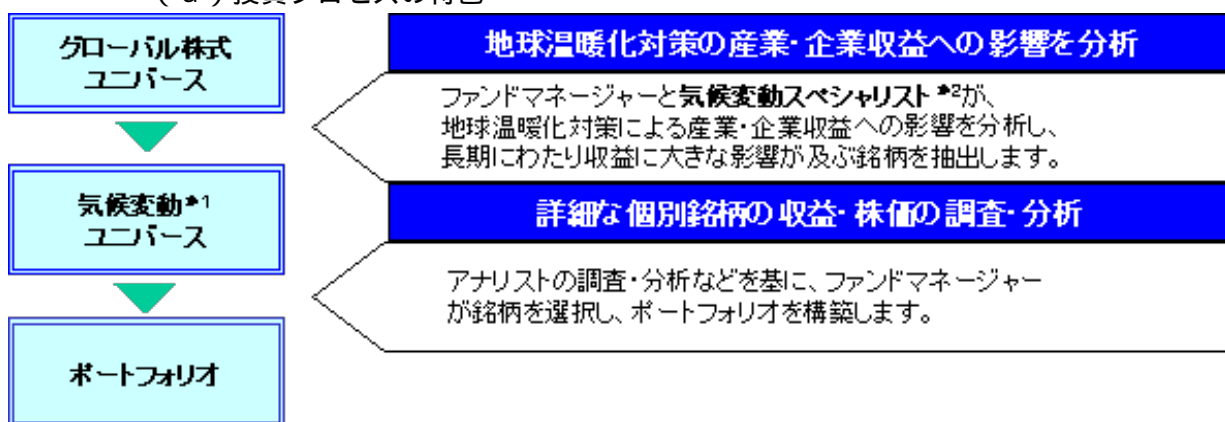 (a)投資プロセスの特色
グローバル株式
ユニバース
地球温暖化対策の産業・企業収益への影響を分析
ファンドマネージャーと気候変動スペシャリスト*2が、
地球温暖化対策による産業・企業収益への影響を分析し、
長期にわたり収益に大きな影響が及ぶ銘柄を抽出します。
気候変動*1
ユニバース
詳細な個別銘柄の収益・株価の調査・分析
アナリストの調査・分析などを基に、ファンドマネージャー
が銘柄を選択し、ポートフォリオを構築します。
ポートフォリオ